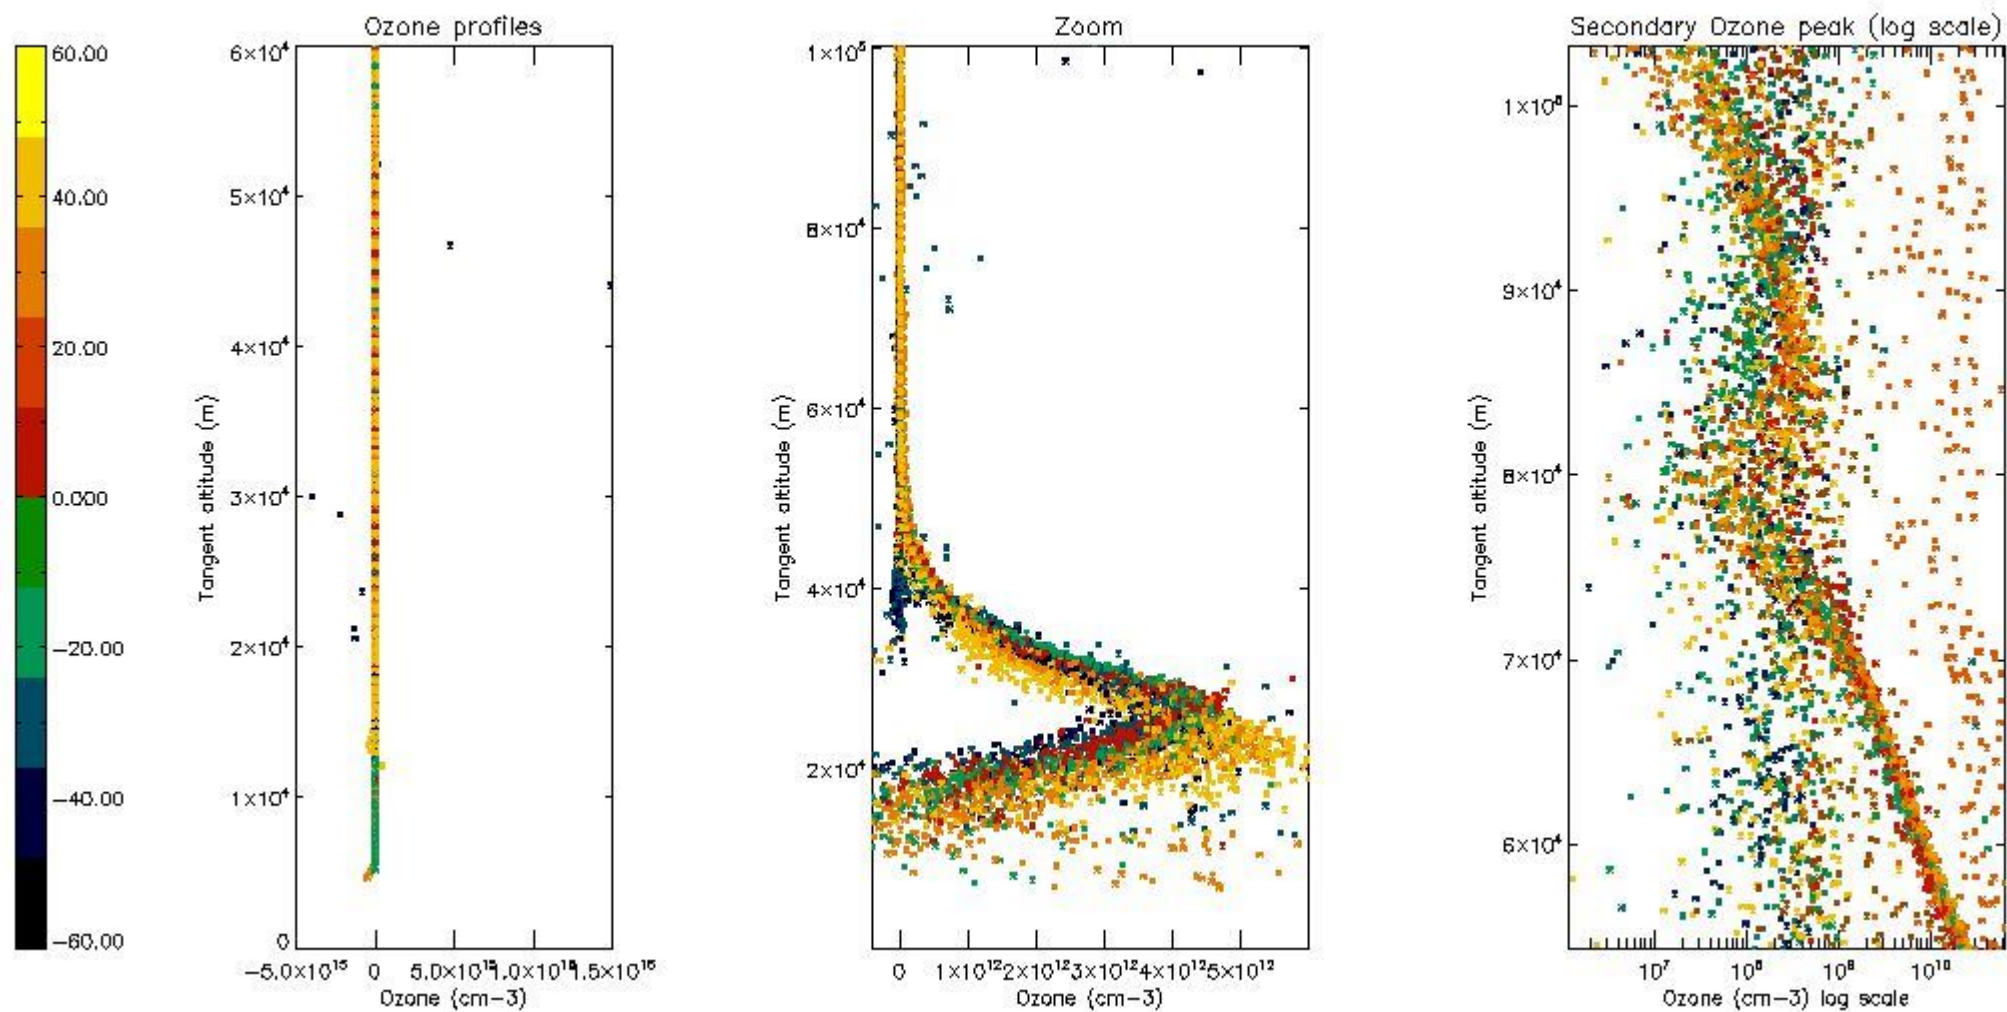 Ozone profiles
Zoom
Secondary Ozone peak (log scale)
60.00
40.00
20.00
0.000
−20.00
−40.00
−60.00
6×10⁴
5×10⁴
4×10⁴
3×10⁴
2×10⁴
1×10⁴
0
Tangent altitude (m)
−5.0×10¹⁵ 0 5.0×10¹⁵ 1.0×10¹⁶ 1.5×10¹⁶
Ozone (cm−3)
1×10⁵
8×10⁴
6×10⁴
4×10⁴
2×10⁴
Tangent altitude (m)
0 1×10¹² 2×10¹² 3×10¹² 4×10¹² 5×10¹²
Ozone (cm−3)
1×10⁵
9×10⁴
8×10⁴
7×10⁴
6×10⁴
Tangent altitude (m)
10⁷ 10⁸ 10⁹ 10¹⁰
Ozone (cm−3) log scale